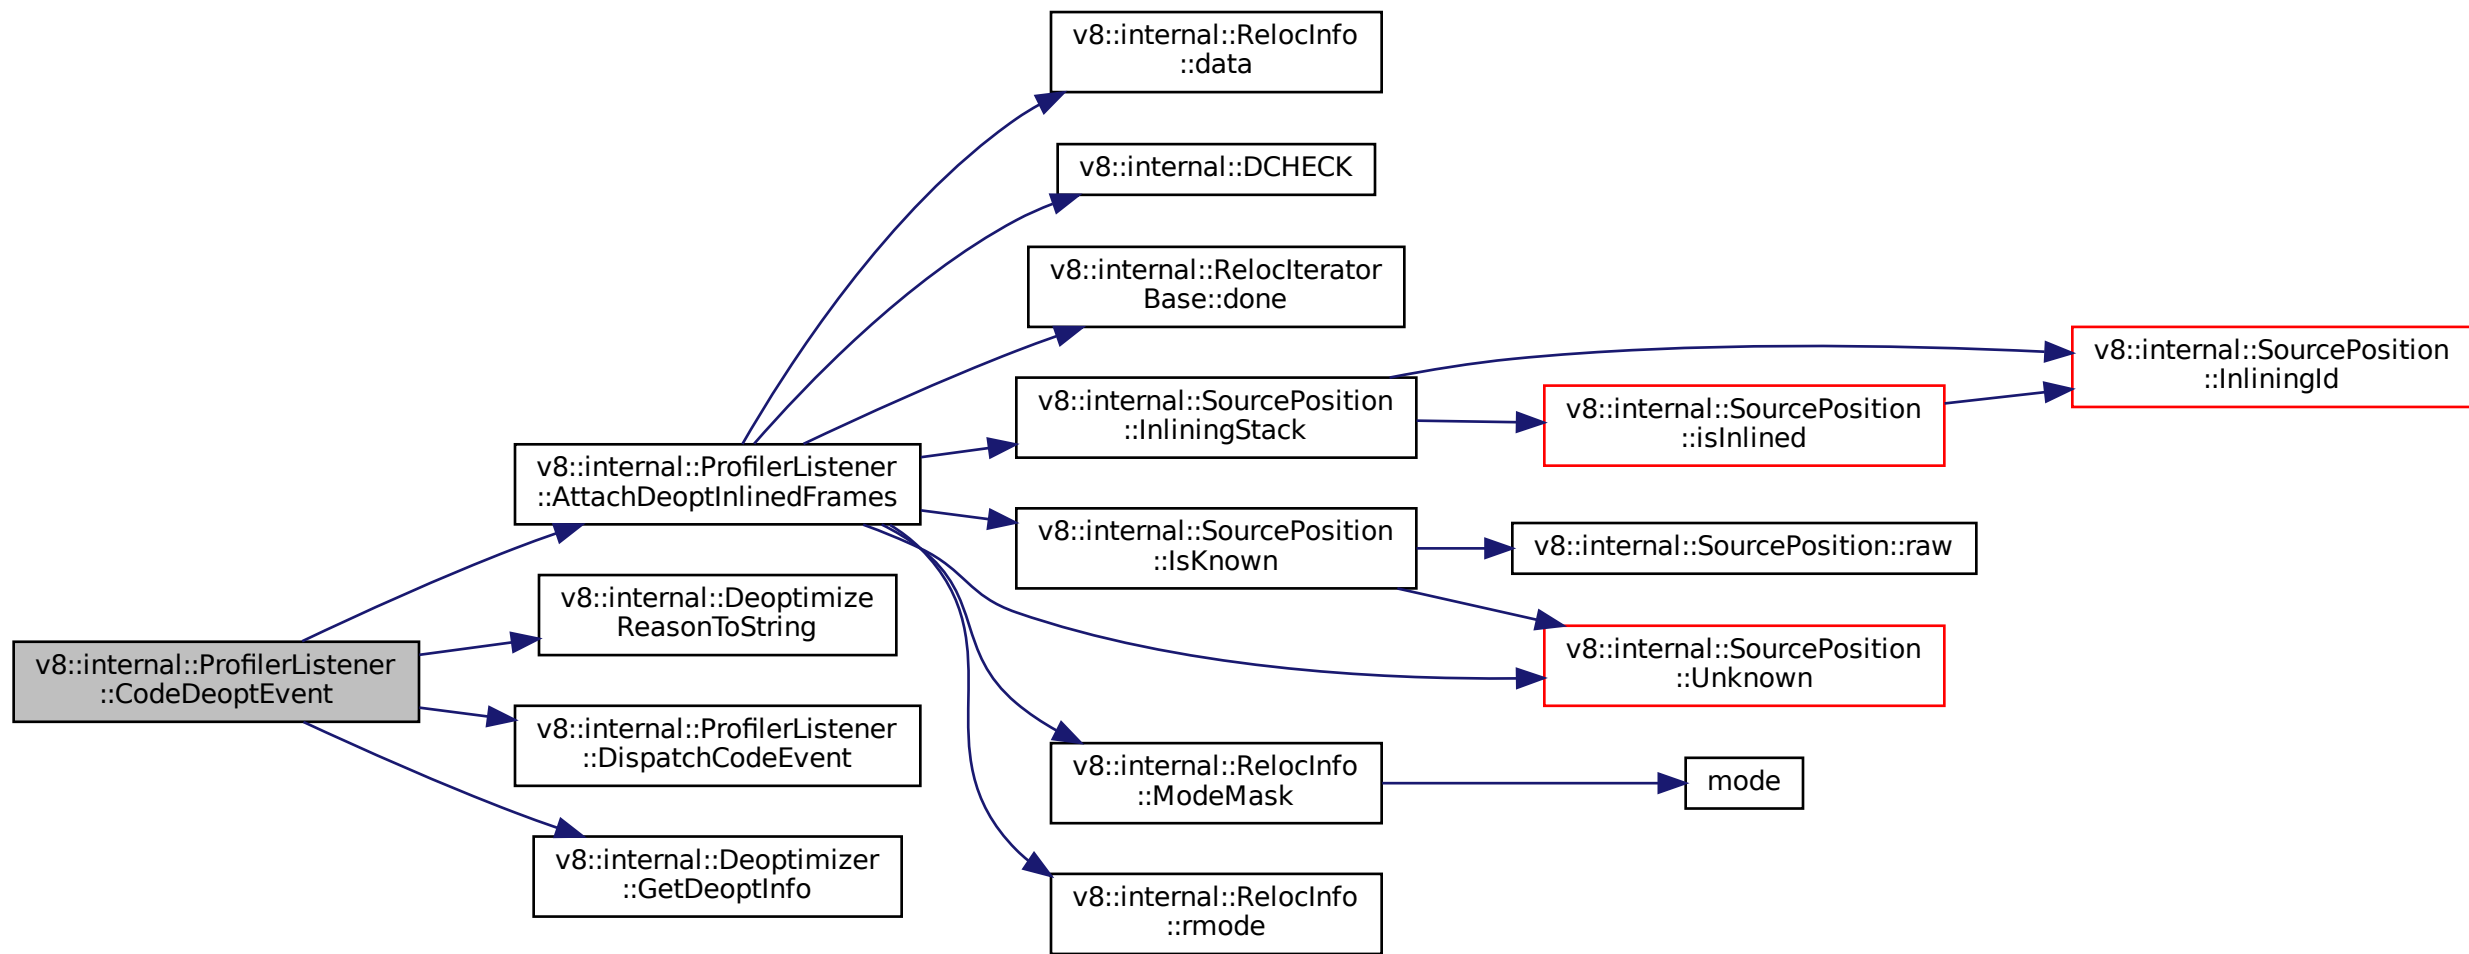 v8::internal::RelocInfo
::data
v8::internal::DCHECK
v8::internal::RelocIterator
Base::done
v8::internal::SourcePosition
::InliningId
v8::internal::SourcePosition
::InliningStack
v8::internal::SourcePosition
::isInlined
v8::internal::ProfilerListener
::AttachDeoptInlinedFrames
v8::internal::SourcePosition
::IsKnown
v8::internal::SourcePosition::raw
v8::internal::Deoptimize
ReasonToString
v8::internal::ProfilerListener
::CodeDeoptEvent
v8::internal::SourcePosition
::Unknown
v8::internal::ProfilerListener
::DispatchCodeEvent
v8::internal::RelocInfo
::ModeMask
mode
v8::internal::Deoptimizer
::GetDeoptInfo
v8::internal::RelocInfo
::rmode